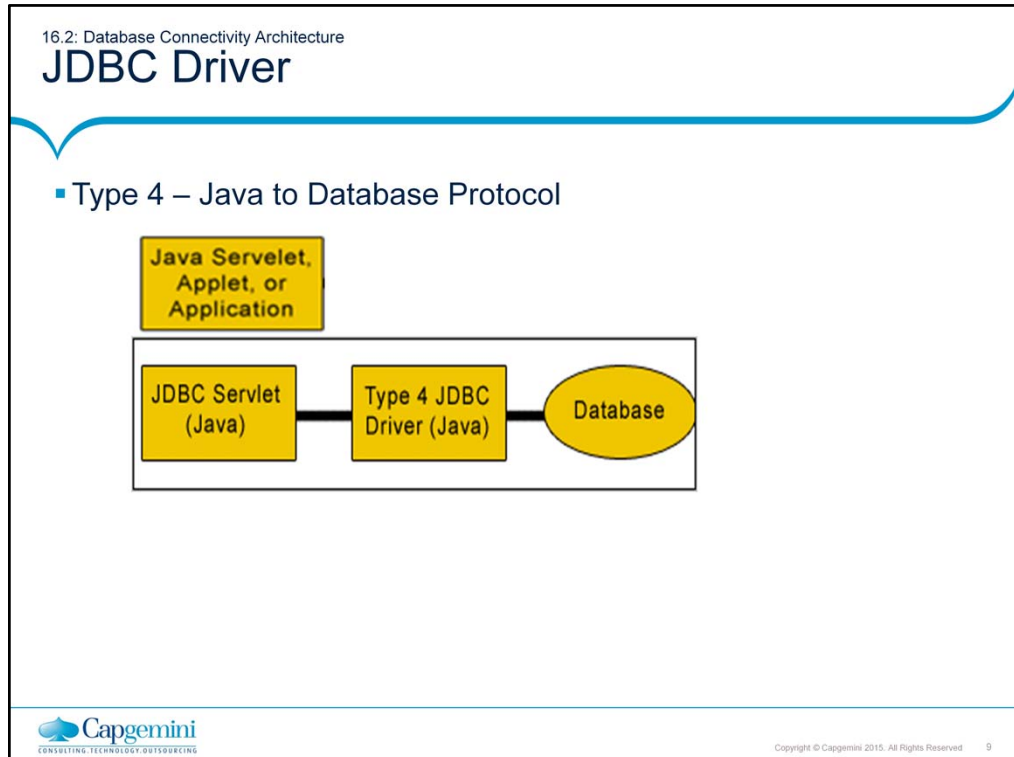 16.2: Database Connectivity Architecture
JDBC Driver
Type 4 – Java to Database Protocol
Java Servelet,
Applet, or
Application
JDBC Servlet
(Java)
Type 4 JDBC
Driver (Java)
Database
Capgemini
CONSULTING.TECHNOLOGY.OUTSOURCING
Copyright © Capgemini 2015. All Rights Reserved 9